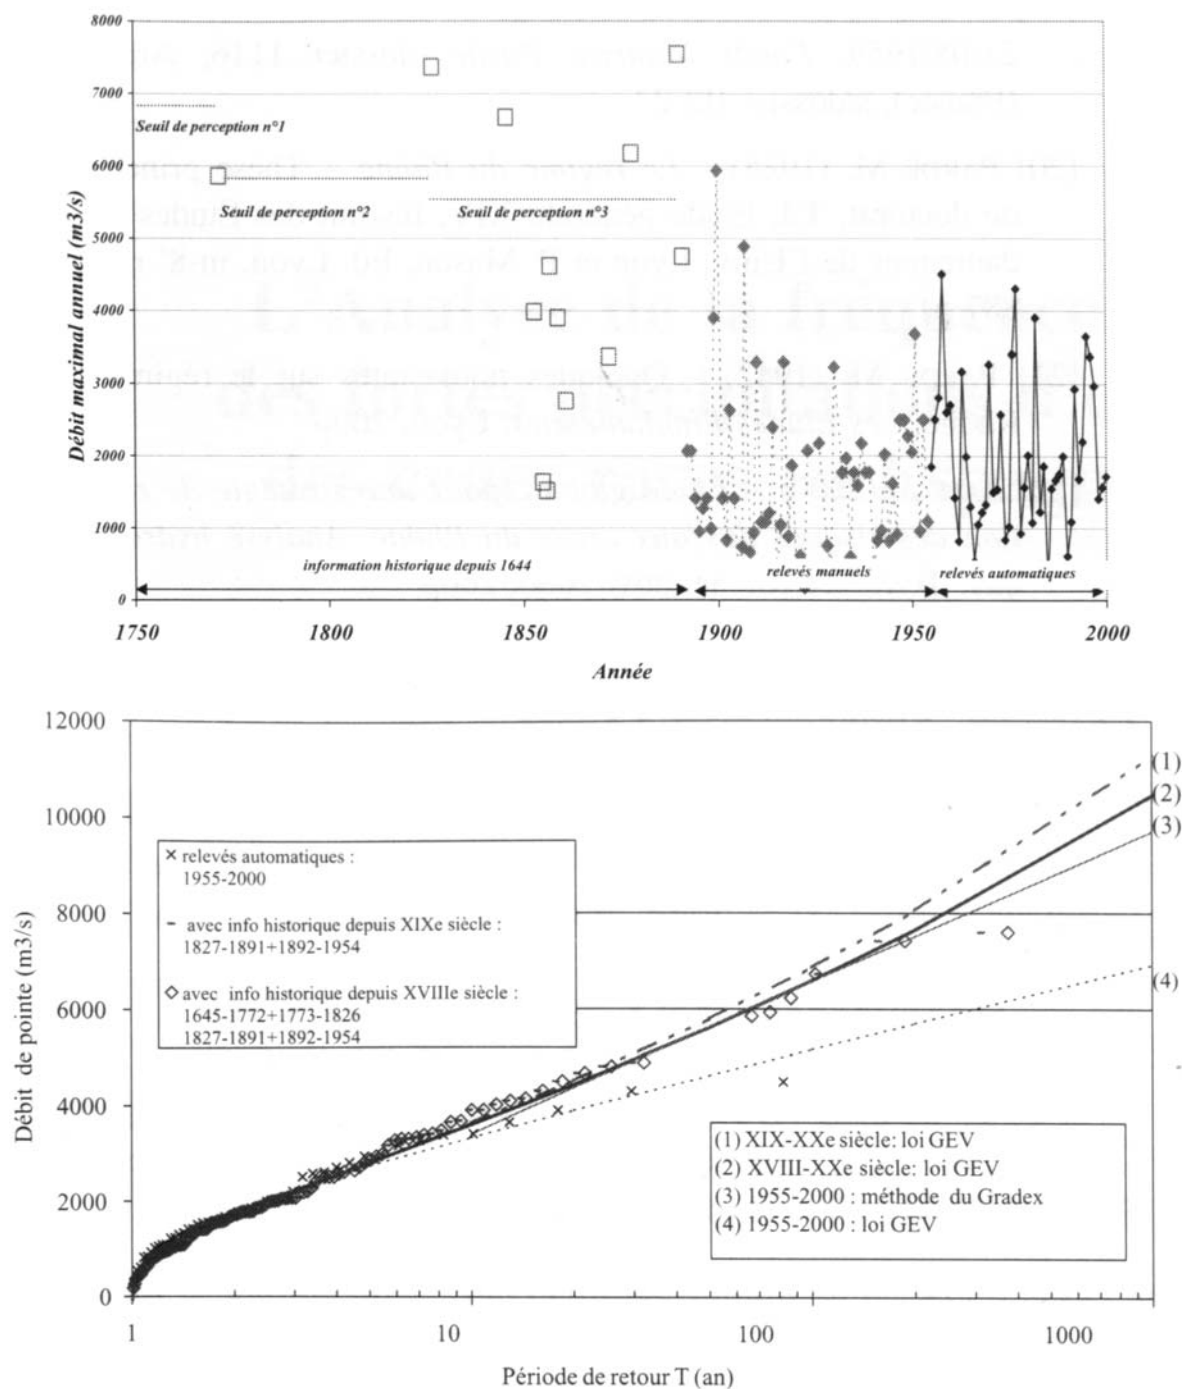 8000
7000
6000
5000
4000
3000
2000
1000
0
Débit maximal annuel (m3/s)
Seuil de perception n°1
Seuil de perception n°2
Seuil de perception n°3
information historique depuis 1644
relevés manuels
relevés automatiques
1750
1800
1850
1900
1950
2000
Année
12000
10000
8000
6000
4000
2000
0
Débit de pointe (m3/s)
× relevés automatiques :
1955-2000
- avec info historique depuis XIXe siècle :
1827-1891+1892-1954
◇ avec info historique depuis XVIIIe siècle :
1645-1772+1773-1826
1827-1891+1892-1954
(1)
(2)
(3)
(4)
(1) XIX-XXe siècle: loi GEV
(2) XVIII-XXe siècle: loi GEV
(3) 1955-2000 : méthode du Gradex
(4) 1955-2000 : loi GEV
1
10
100
1000
Période de retour T (an)